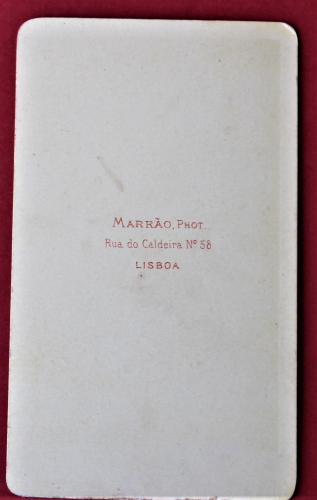 MARRÃO, PHOT.
Rua do Caldeira Nº 58
LISBOA